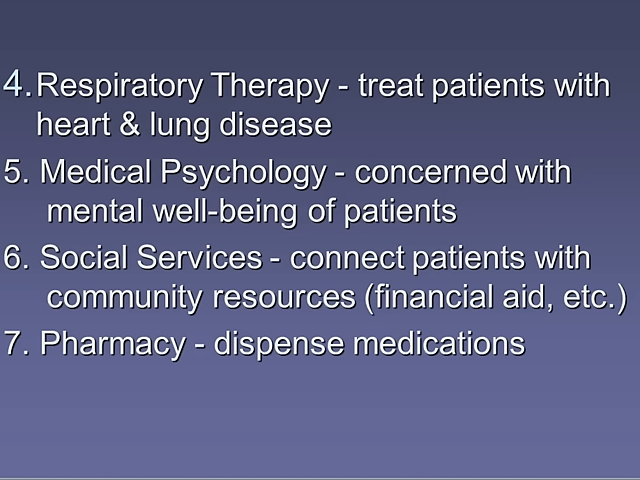 4. Respiratory Therapy - treat patients with
heart & lung disease
5. Medical Psychology - concerned with
mental well-being of patients
6. Social Services - connect patients with
community resources (financial aid, etc.)
7. Pharmacy - dispense medications